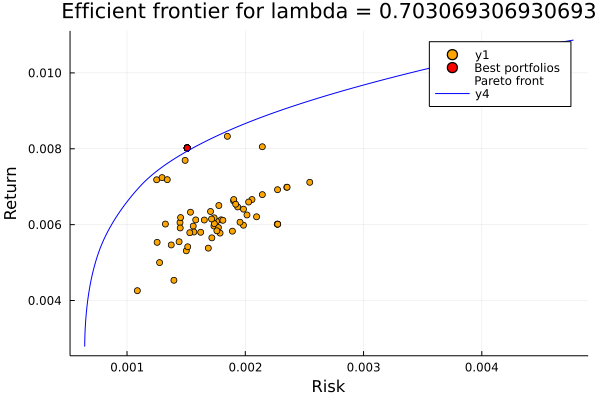 Efficient frontier for lambda = 0.703069306930693
y1
Best portfolios
Pareto front
y4
0.010
0.008
0.006
0.004
Return
0.001
0.002
0.003
0.004
Risk